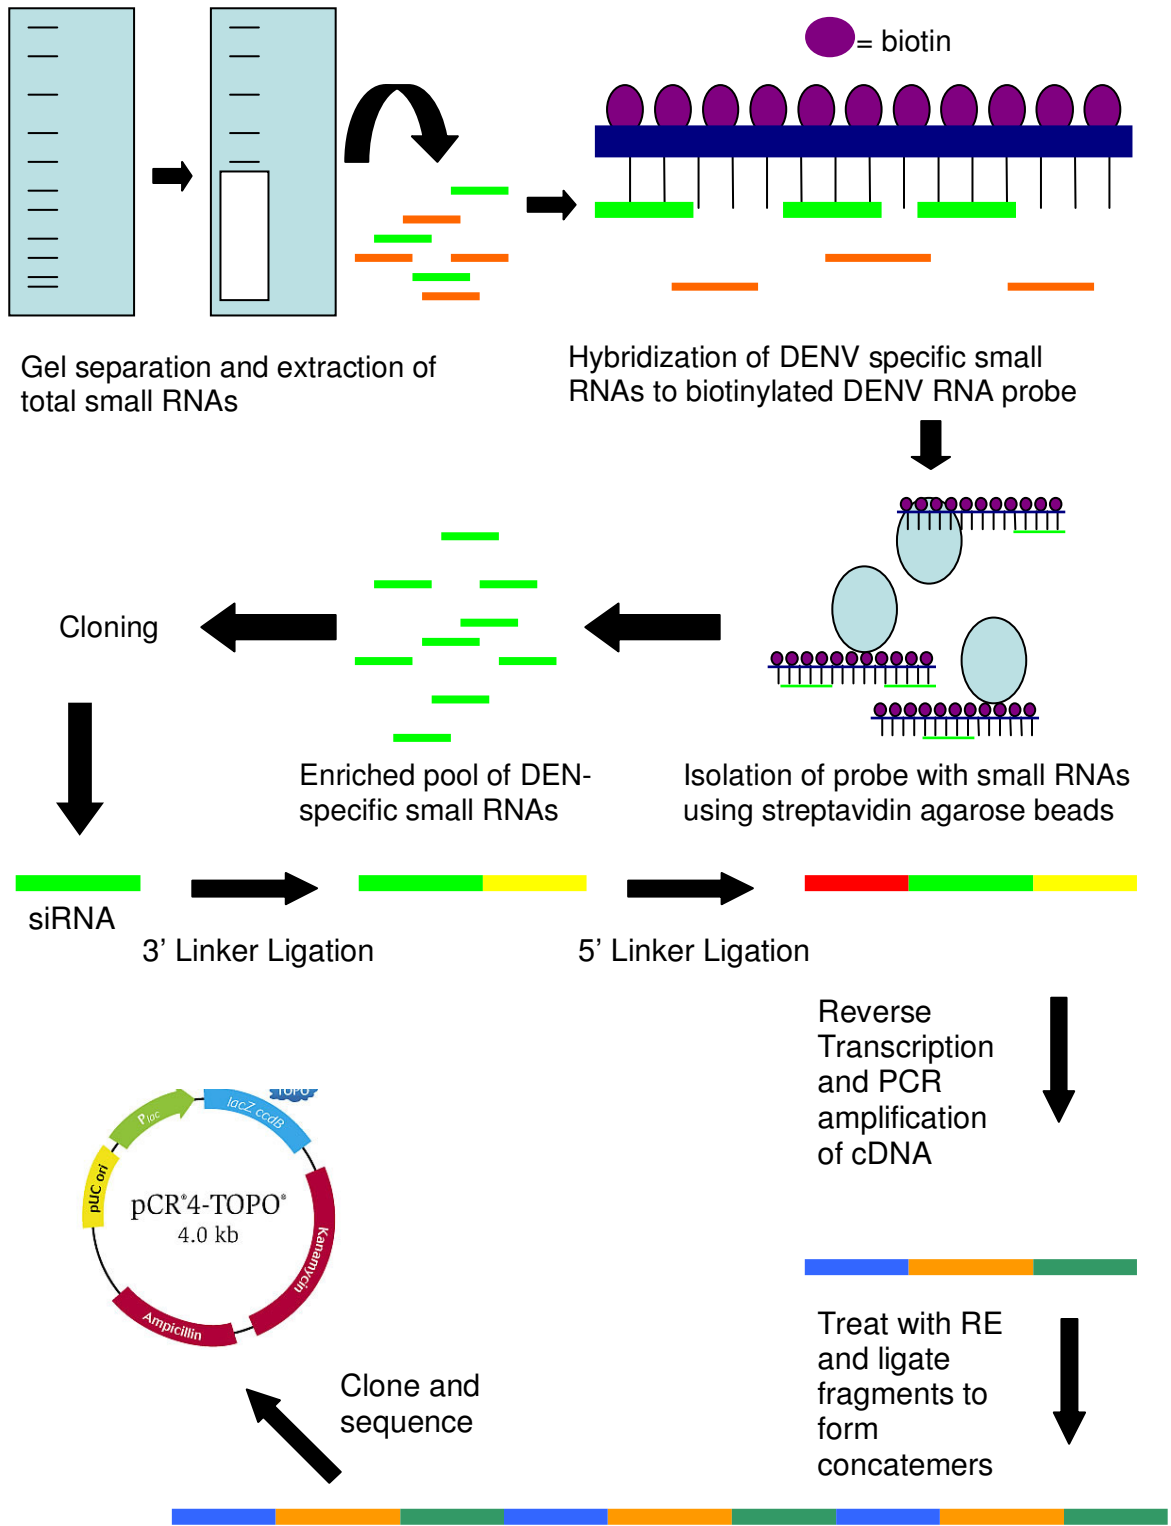 = biotin
Gel separation and extraction of
total small RNAs
Hybridization of DENV specific small
RNAs to biotinylated DENV RNA probe
Cloning
Enriched pool of DEN-
specific small RNAs
Isolation of probe with small RNAs
using streptavidin agarose beads
siRNA
3’ Linker Ligation
5’ Linker Ligation
Reverse
Transcription
and PCR
amplification
of cDNA
TOPO
Plac
lacZ ccdB
pUC ori
pCR®4-TOPO®
4.0 kb
Kanamycin
Ampicillin
Treat with RE
and ligate
fragments to
form
concatemers
Clone and
sequence